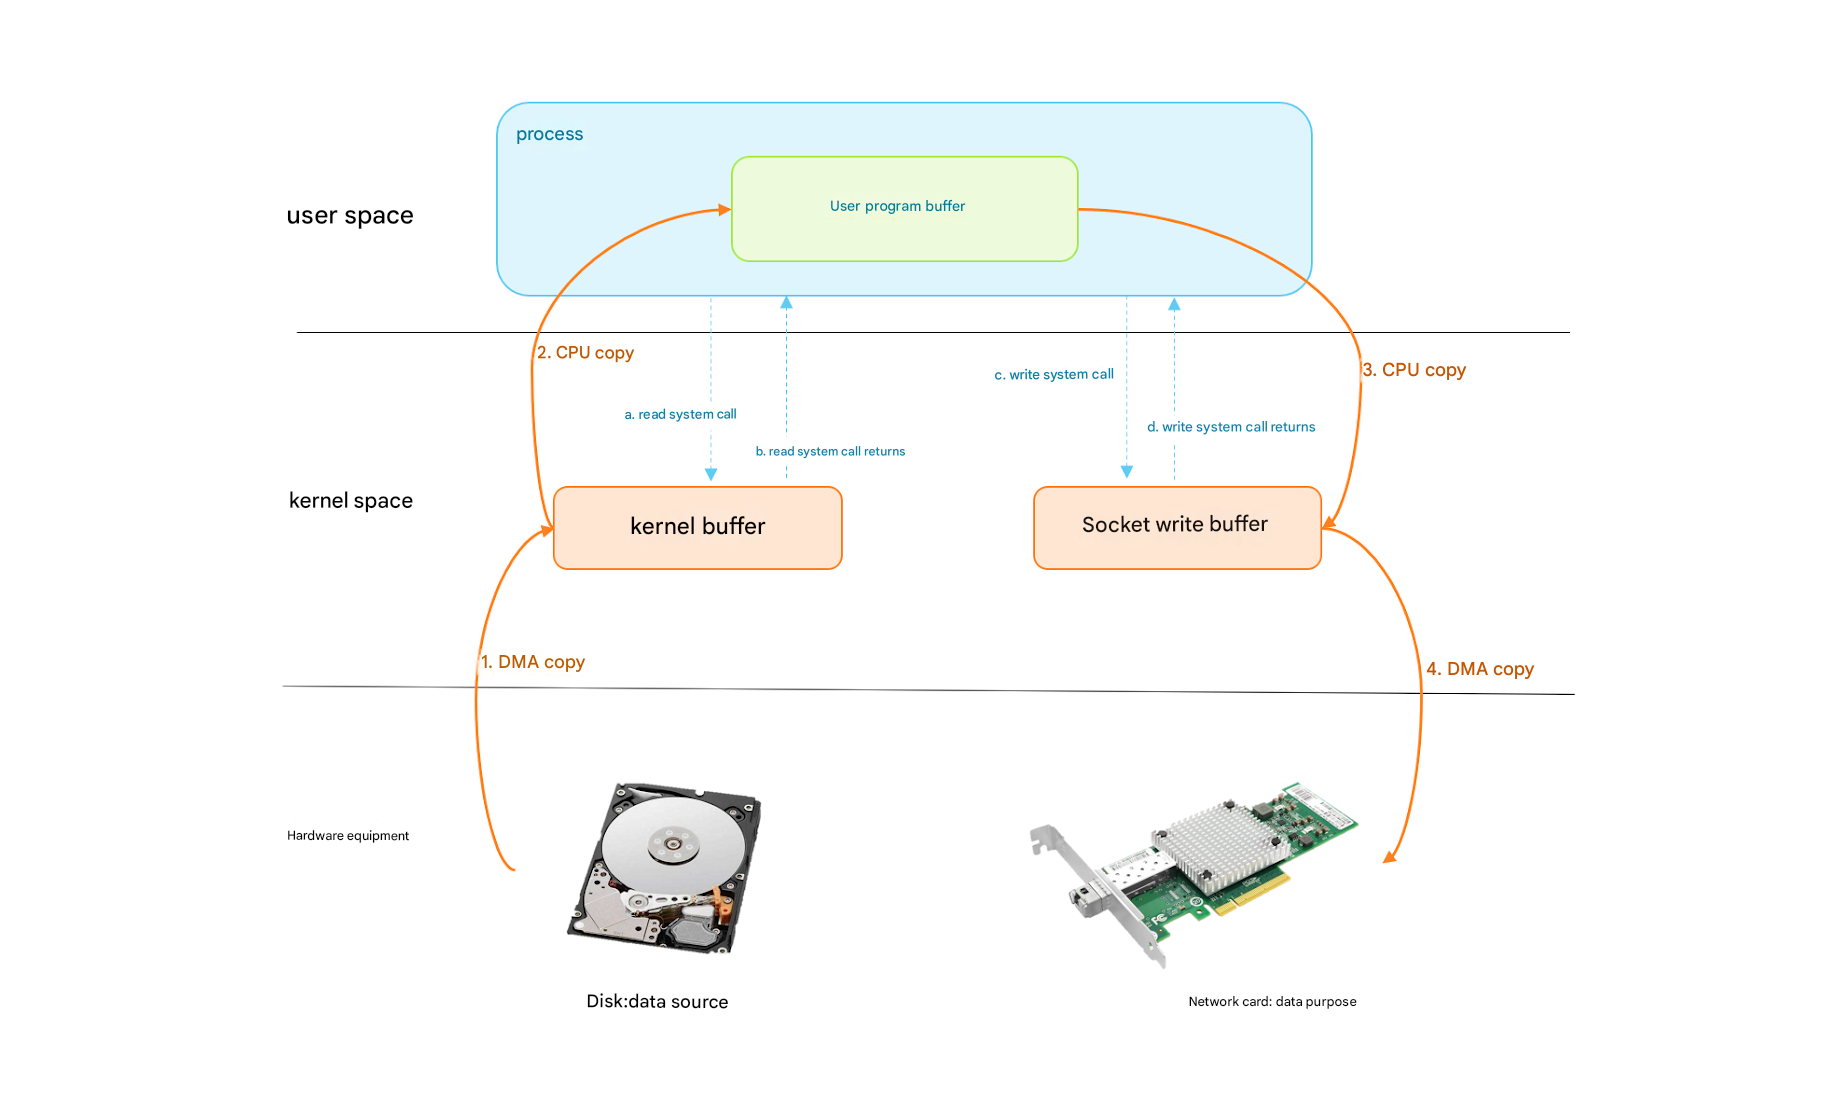 process
User program buffer
user space
2. CPU copy
3. CPU copy
c. write system call
a. read system call
d. write system call returns
b. read system call returns
kernel space
kernel buffer
Socket write buffer
1. DMA copy
4. DMA copy
Hardware equipment
Disk:data source
Network card: data purpose